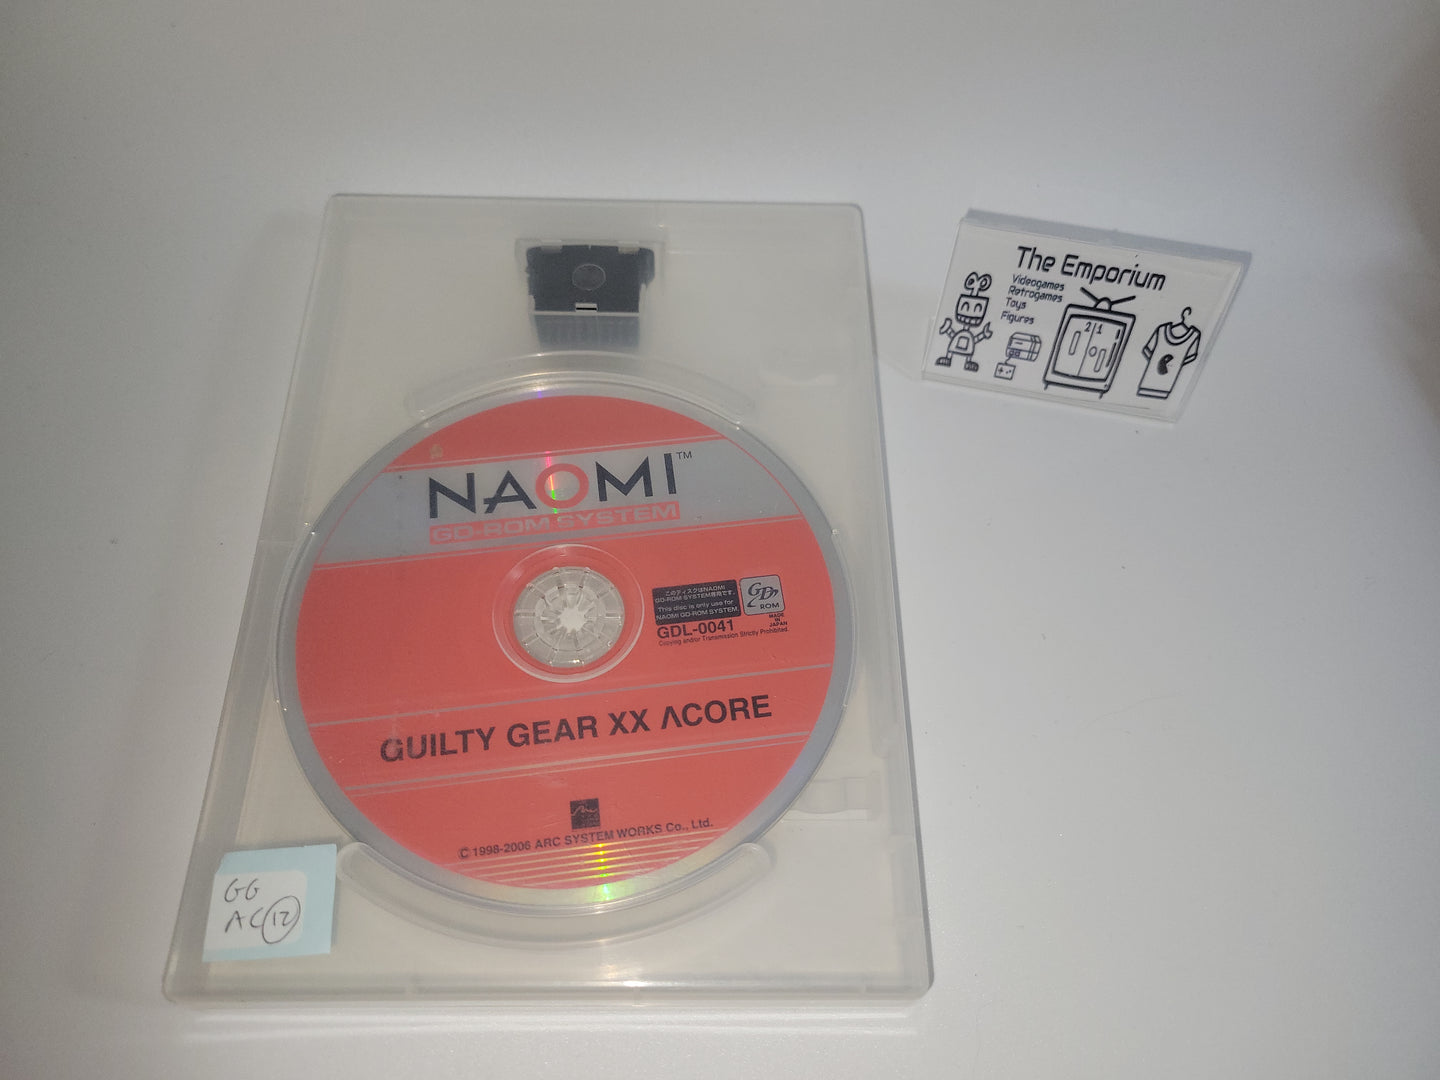 The Emporium
Videogames
Retrogames
Toys
Figures
2 1
NAOMI™
GD-ROM SYSTEM
このディスクはNAOMI
GD-ROM SYSTEM専用です。
This disc is only use for
NAOMI GD-ROM SYSTEM.
GD
ROM
MADE
IN
JAPAN
GDL-0041
Copying and/or Transmission Strictly Prohibited.
GUILTY GEAR XX ΛCORE
© 1998-2006 ARC SYSTEM WORKS Co., Ltd.
GG
AC 12